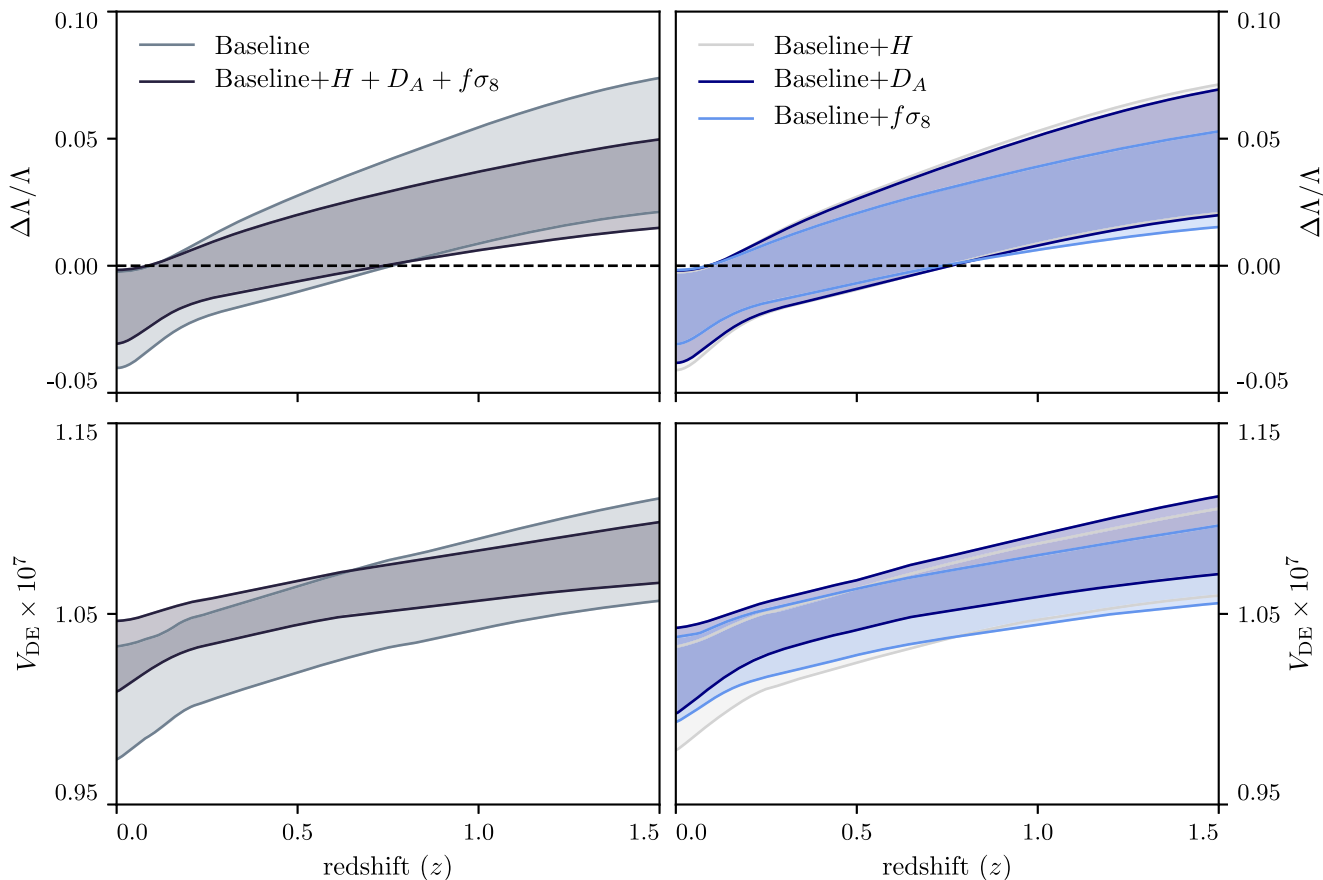 0.10
Baseline
Baseline+H + D_A + fσ_8
0.05
ΔΛ/Λ
0.00
-0.05
Baseline+H
Baseline+D_A
Baseline+fσ_8
0.10
0.05
ΔΛ/Λ
0.00
-0.05
1.15
V_DE × 10^7
1.05
0.95
0.0 0.5 1.0 1.5
redshift (z)
1.15
V_DE × 10^7
1.05
0.95
0.0 0.5 1.0 1.5
redshift (z)